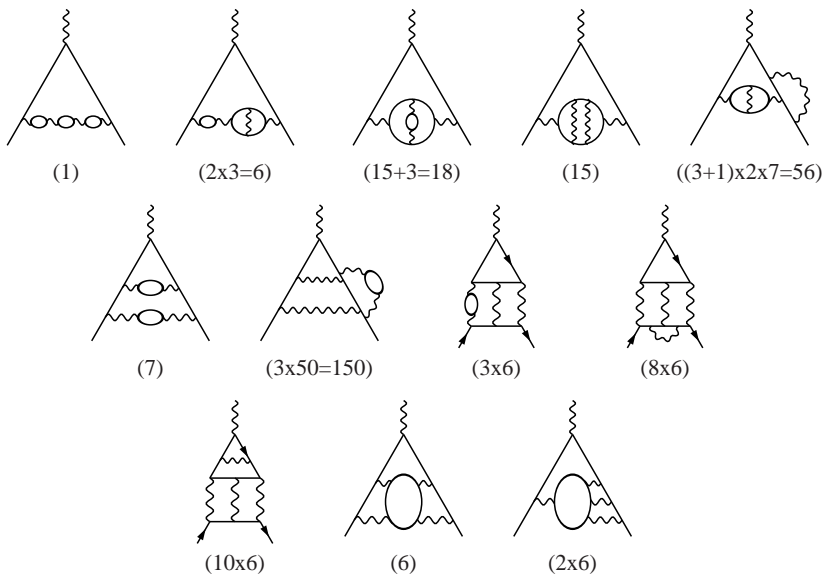 (1) (2x3=6) (15+3=18) (15) ((3+1)x2x7=56)
(7) (3x50=150) (3x6) (8x6)
(10x6) (6) (2x6)